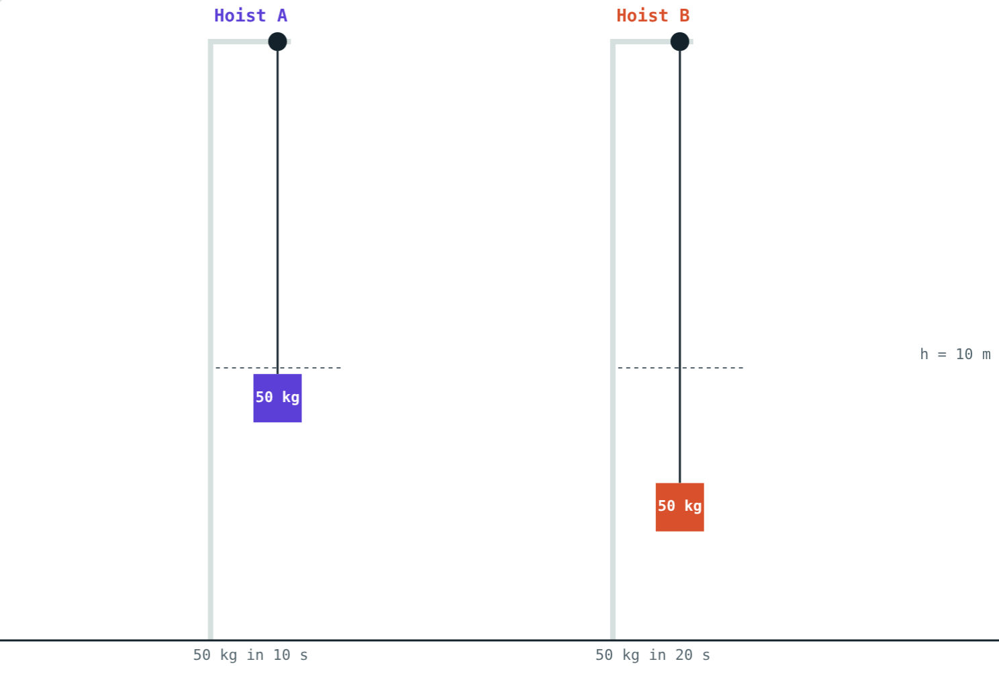 Hoist A
Hoist B
h = 10 m
50 kg
50 kg
50 kg in 10 s
50 kg in 20 s